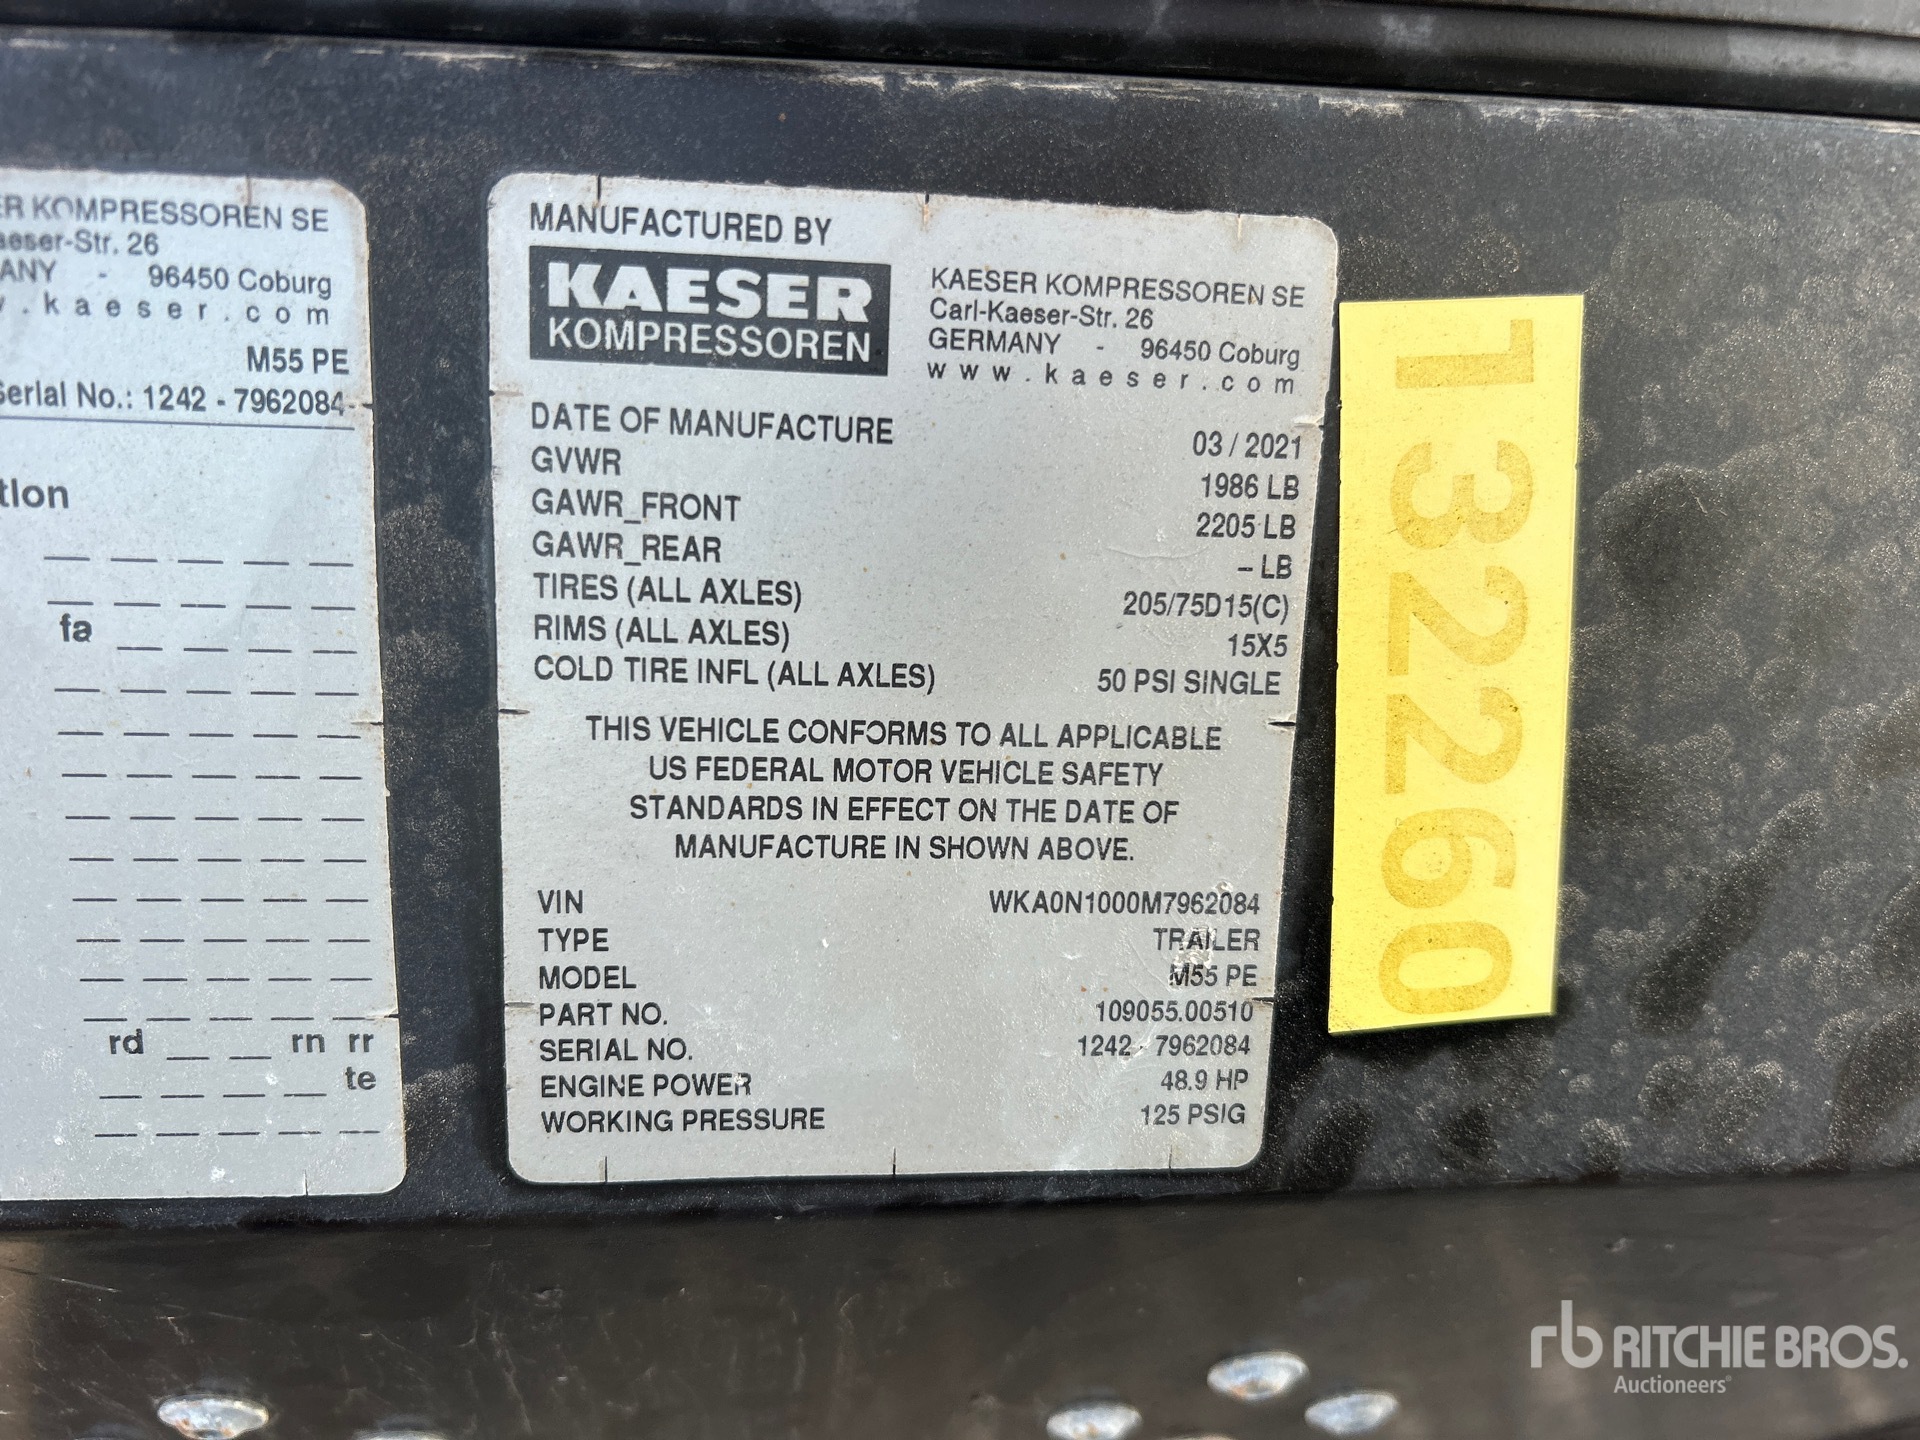 KOMPRESSOREN SE
aeser-Str. 26
ANY - 96450 Coburg
. k a e s e r . c o m
M55 PE
Serial No.: 1242 - 7962084-
tion
fa
rd rn rr
te
MANUFACTURED BY
KAESER
KOMPRESSOREN
KAESER KOMPRESSOREN SE
Carl-Kaeser-Str. 26
GERMANY - 96450 Coburg
w w w . k a e s e r . c o m
DATE OF MANUFACTURE 03 / 2021
GVWR 1986 LB
GAWR_FRONT 2205 LB
GAWR_REAR – LB
TIRES (ALL AXLES) 205/75D15(C)
RIMS (ALL AXLES) 15X5
COLD TIRE INFL (ALL AXLES) 50 PSI SINGLE
THIS VEHICLE CONFORMS TO ALL APPLICABLE
US FEDERAL MOTOR VEHICLE SAFETY
STANDARDS IN EFFECT ON THE DATE OF
MANUFACTURE IN SHOWN ABOVE.
VIN WKA0N1000M7962084
TYPE TRAILER
MODEL M55 PE
PART NO. 109055.00510
SERIAL NO. 1242 - 7962084
ENGINE POWER 48.9 HP
WORKING PRESSURE 125 PSIG
132260
rb RITCHIE BROS.
Auctioneers